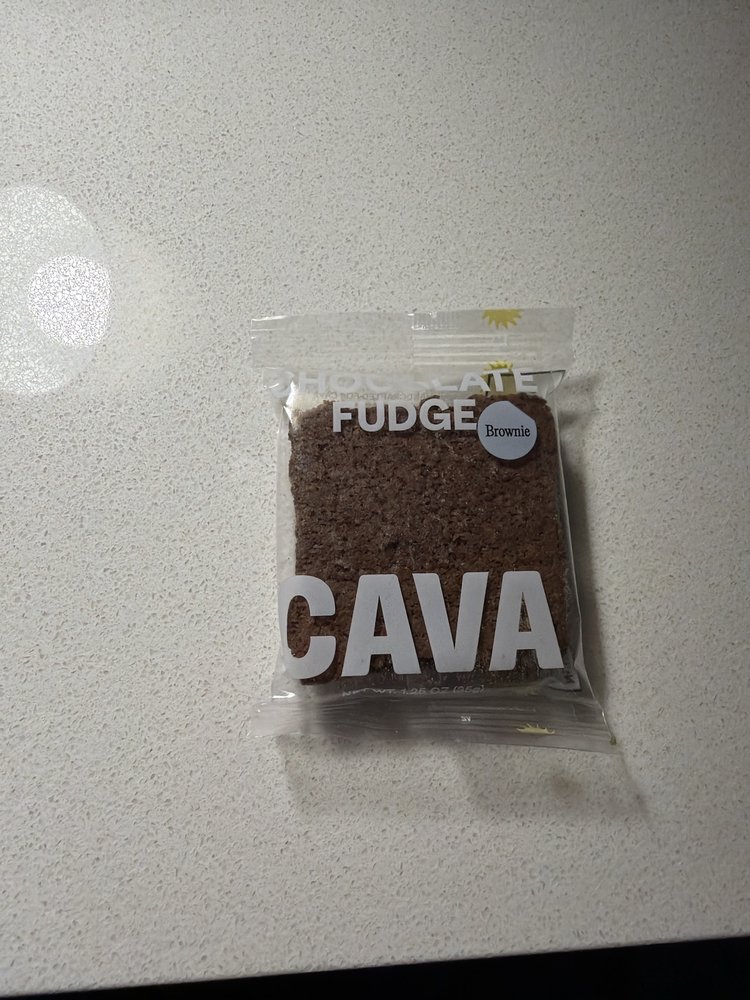 CHOCOLATE
FUDGE
Brownie
CAVA